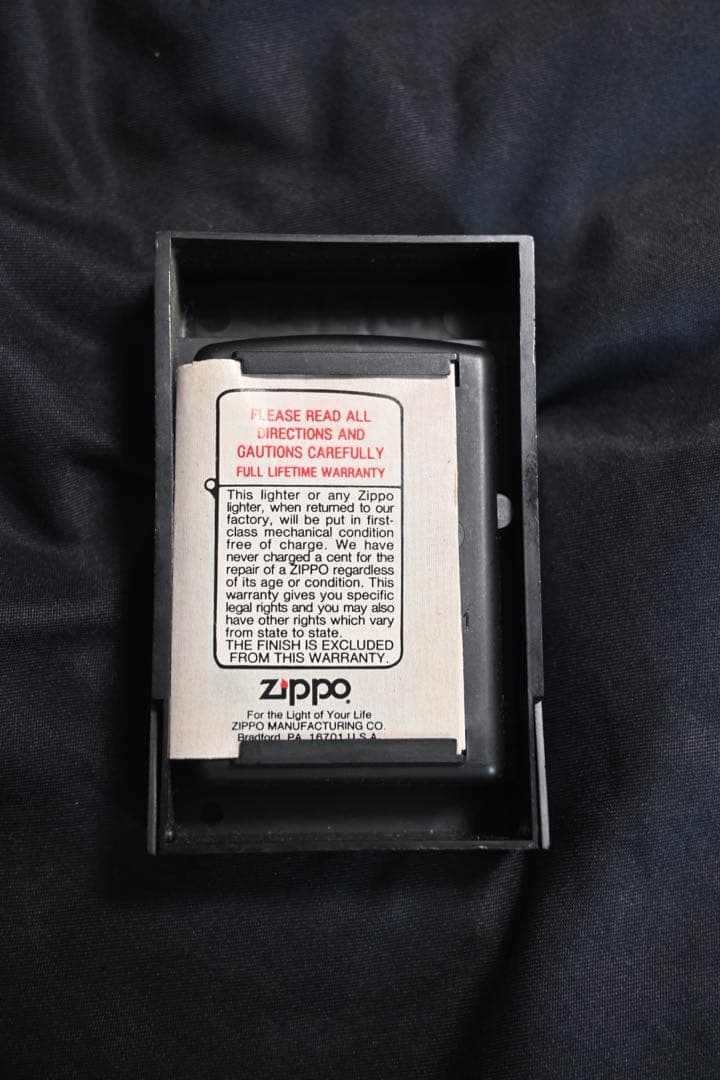 PLEASE READ ALL
DIRECTIONS AND
CAUTIONS CAREFULLY
FULL LIFETIME WARRANTY
This lighter or any Zippo
lighter, when returned to our
factory, will be put in first-
class mechanical condition
free of charge. We have
never charged a cent for the
repair of a ZIPPO regardless
of its age or condition. This
warranty gives you specific
legal rights and you may also
have other rights which vary
from state to state.
THE FINISH IS EXCLUDED
FROM THIS WARRANTY.
zippo
For the Light of Your Life
ZIPPO MANUFACTURING CO.
Bradford, PA. 16701 U.S.A.
1